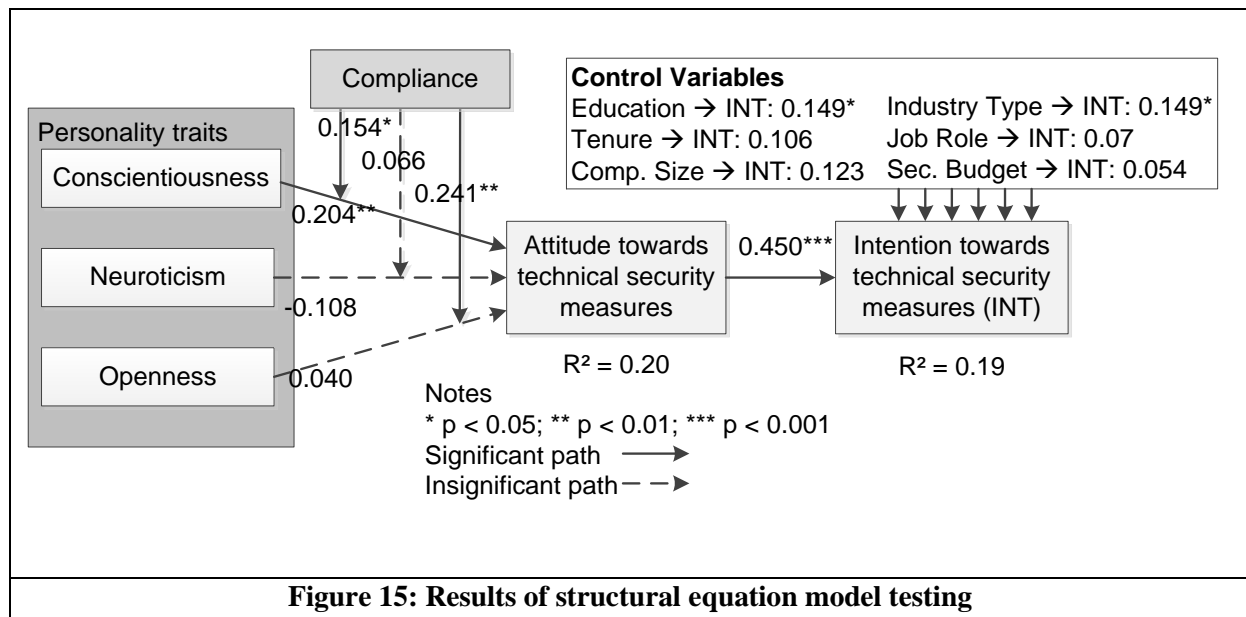 Compliance
Control Variables
Education → INT: 0.149*
Tenure → INT: 0.106
Comp. Size → INT: 0.123
Industry Type → INT: 0.149*
Job Role → INT: 0.07
Sec. Budget → INT: 0.054
Personality traits
Conscientiousness
Neuroticism
Openness
0.154*
0.066
0.241**
0.204**
-0.108
0.040
Attitude towards
technical security
measures
R² = 0.20
0.450***
Intention towards
technical security
measures (INT)
R² = 0.19
Notes
* p < 0.05; ** p < 0.01; *** p < 0.001
Significant path
Insignificant path
Figure 15: Results of structural equation model testing